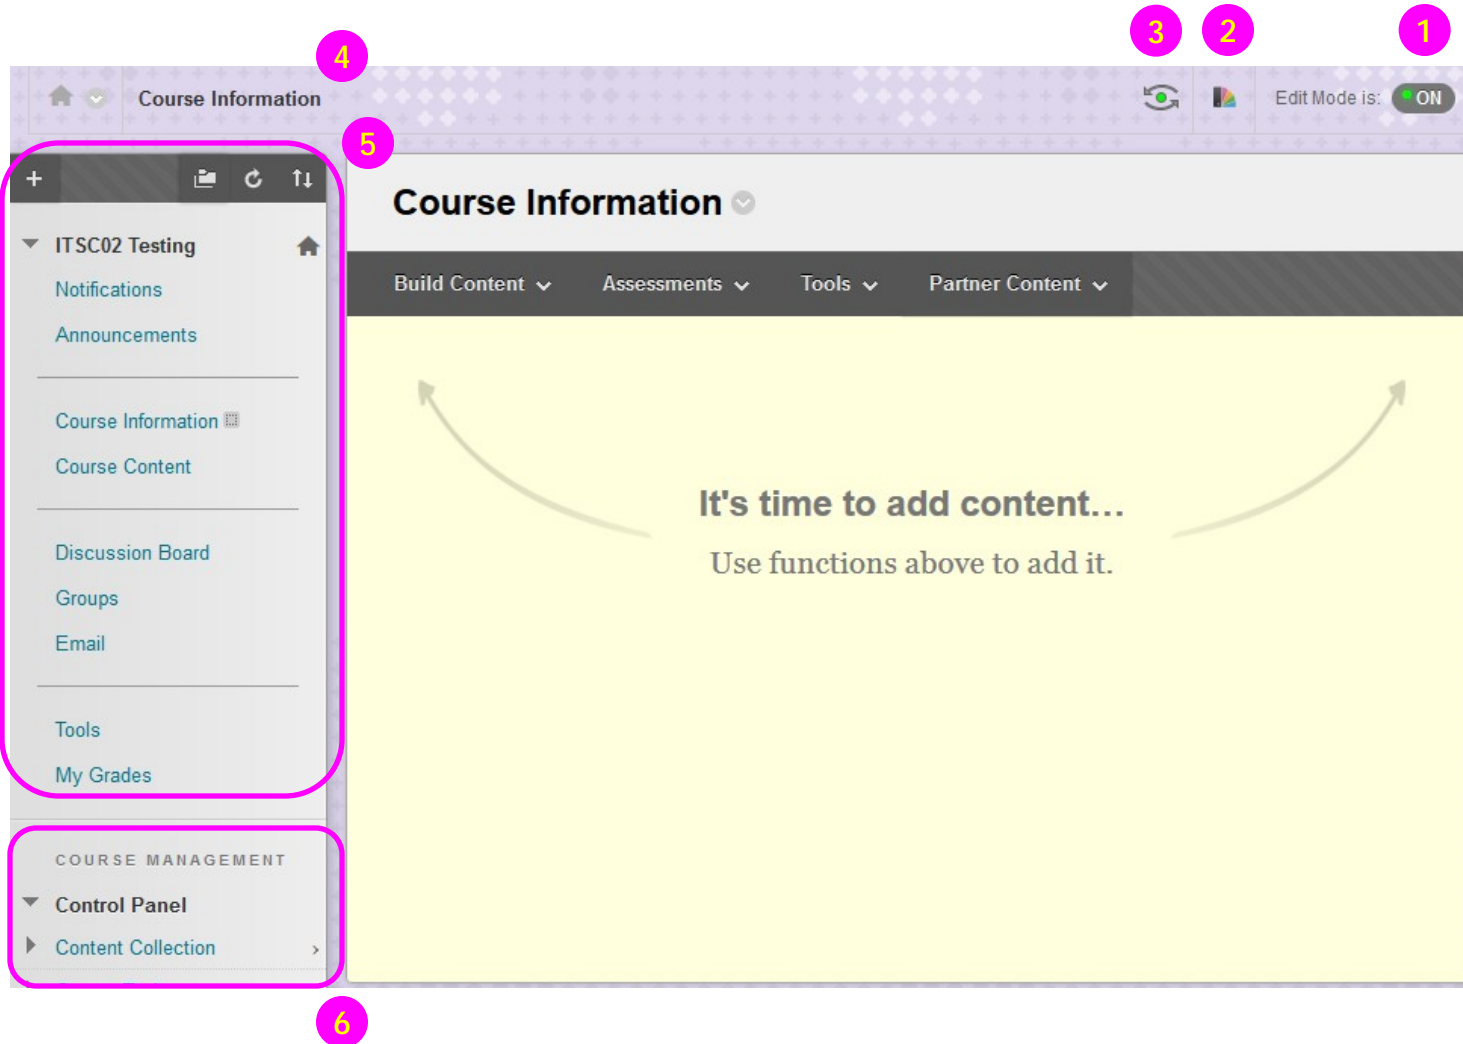 3 2 1
4
Course Information Edit Mode is: ON
5
Course Information
ITSC02 Testing
Build Content Assessments Tools Partner Content
Notifications
Announcements
Course Information
Course Content
It's time to add content...
Use functions above to add it.
Discussion Board
Groups
Email
Tools
My Grades
COURSE MANAGEMENT
Control Panel
Content Collection
6